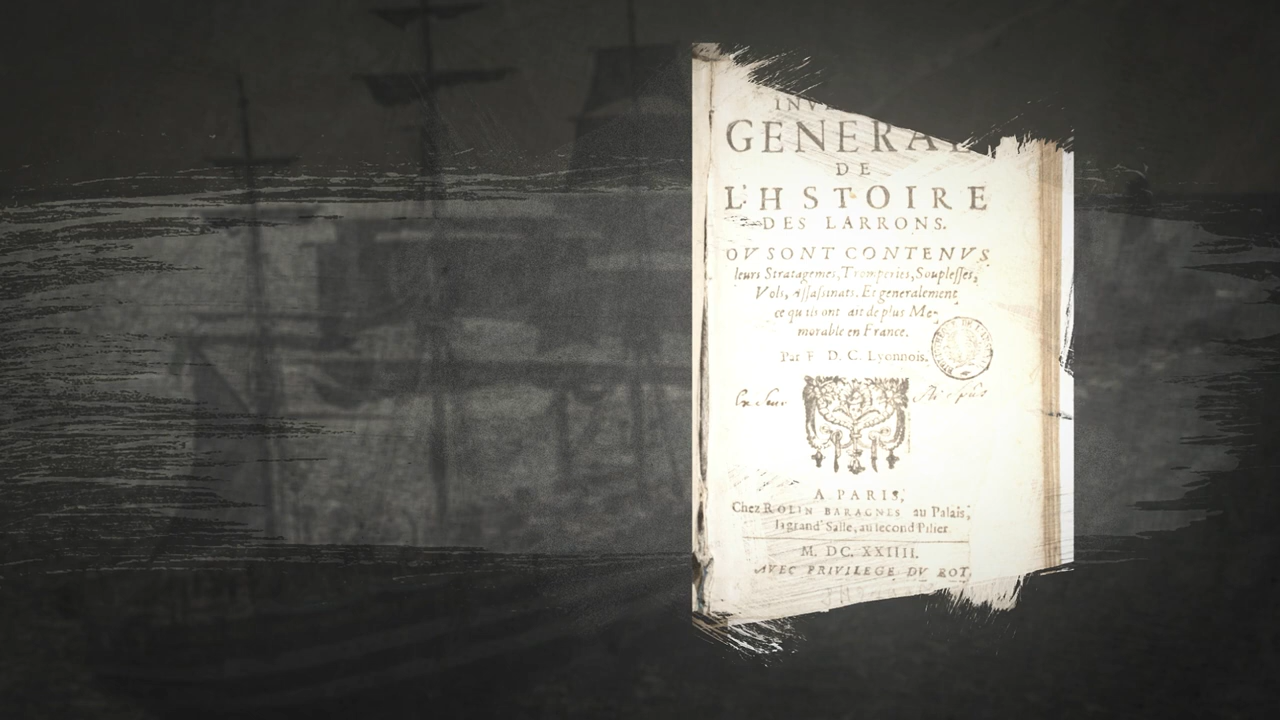 GENERAL
DE
L'HSTOIRE
DES LARRONS.
OV SONT CONTENVS
leurs Stratagemes, Tromperies, Souplesses,
Vols, Assassinats. Et generalement
ce qu'ils ont ait de plus Me-
morable en France.
Par F D. C. Lyonnois.
A PARIS,
Chez ROLIN BARAGNES au Palais,
la grand' Salle, au second Pilier
M. DC. XXIIII.
AVEC PRIVILEGE DV ROY.